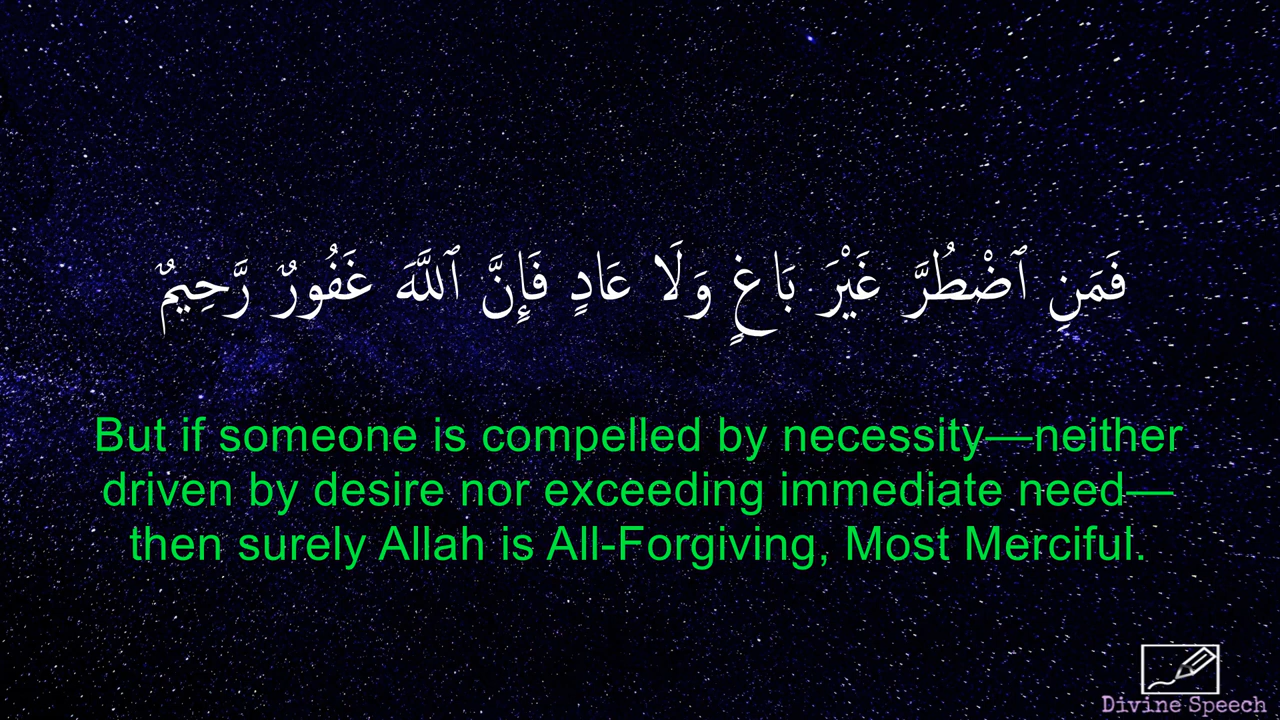 فَمَنِ ٱضْطُرَّ غَيْرَ بَاغٍ وَلَا عَادٍ فَإِنَّ ٱللَّهَ غَفُورٌ رَّحِيمٌ
But if someone is compelled by necessity—neither
driven by desire nor exceeding immediate need—
then surely Allah is All-Forgiving, Most Merciful.
Divine Speech